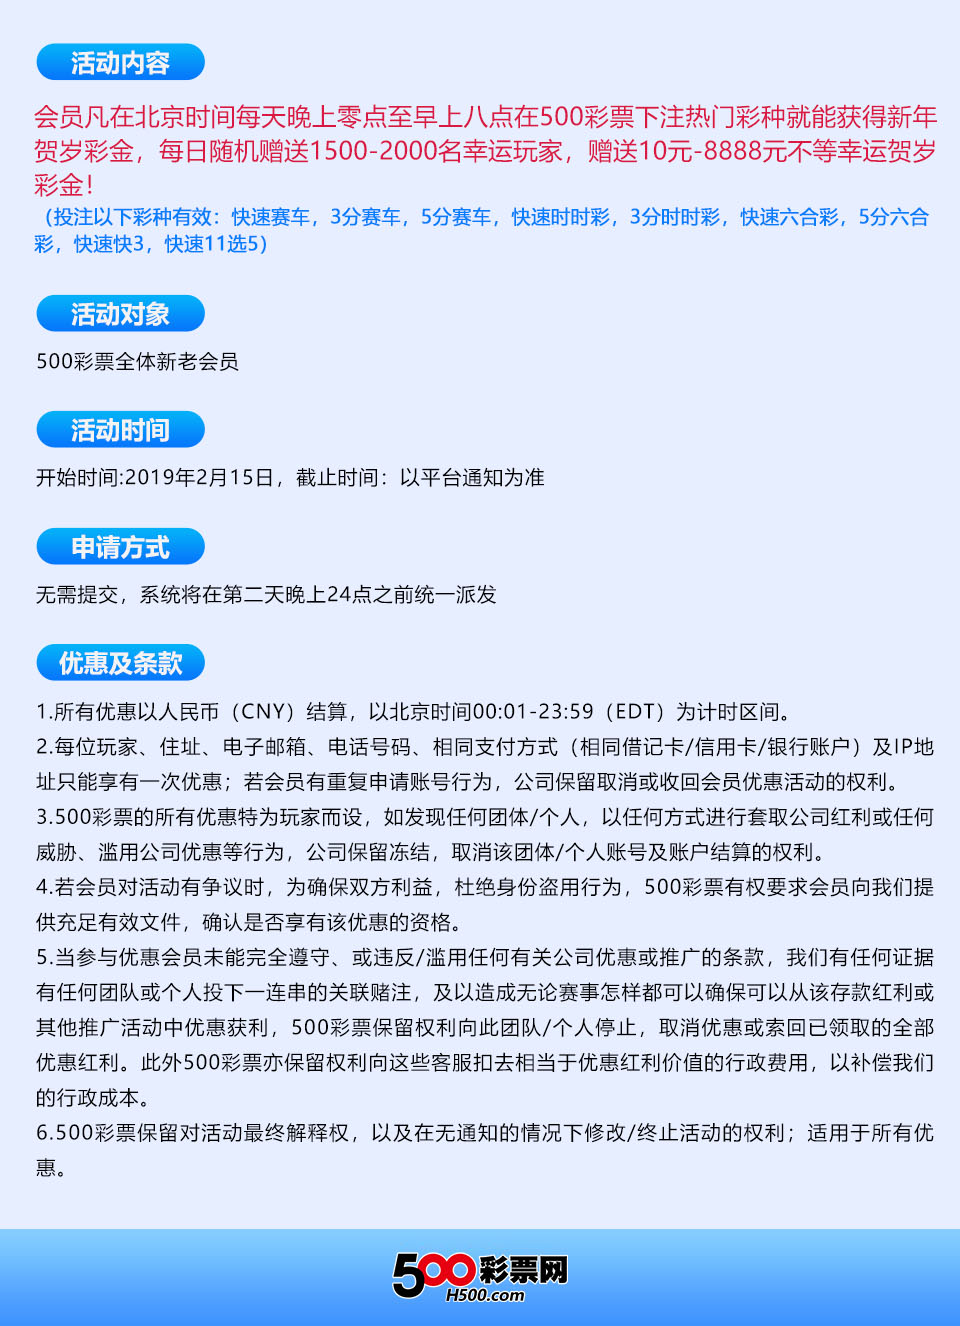 活动内容
会员凡在北京时间每天晚上零点至早上八点在500彩票下注热门彩种就能获得新年
贺岁彩金，每日随机赠送1500-2000名幸运玩家，赠送10元-8888元不等幸运贺岁
彩金！
（投注以下彩种有效：快速赛车，3分赛车，5分赛车，快速时时彩，3分时时彩，快速六合彩，5分六合
彩，快速快3，快速11选5）
活动对象
500彩票全体新老会员
活动时间
开始时间:2019年2月15日，截止时间：以平台通知为准
申请方式
无需提交，系统将在第二天晚上24点之前统一派发
优惠及条款
1.所有优惠以人民币（CNY）结算，以北京时间00:01-23:59（EDT）为计时区间。
2.每位玩家、住址、电子邮箱、电话号码、相同支付方式（相同借记卡/信用卡/银行账户）及IP地
址只能享有一次优惠；若会员有重复申请账号行为，公司保留取消或收回会员优惠活动的权利。
3.500彩票的所有优惠特为玩家而设，如发现任何团体/个人，以任何方式进行套取公司红利或任何
威胁、滥用公司优惠等行为，公司保留冻结，取消该团体/个人账号及账户结算的权利。
4.若会员对活动有争议时，为确保双方利益，杜绝身份盗用行为，500彩票有权要求会员向我们提
供充足有效文件，确认是否享有该优惠的资格。
5.当参与优惠会员未能完全遵守、或违反/滥用任何有关公司优惠或推广的条款，我们有任何证据
有任何团队或个人投下一连串的关联赌注，及以造成无论赛事怎样都可以确保可以从该存款红利或
其他推广活动中优惠获利，500彩票保留权利向此团队/个人停止，取消优惠或索回已领取的全部
优惠红利。此外500彩票亦保留权利向这些客服扣去相当于优惠红利价值的行政费用，以补偿我们
的行政成本。
6.500彩票保留对活动最终解释权，以及在无通知的情况下修改/终止活动的权利；适用于所有优
惠。
500彩票网
H500.com